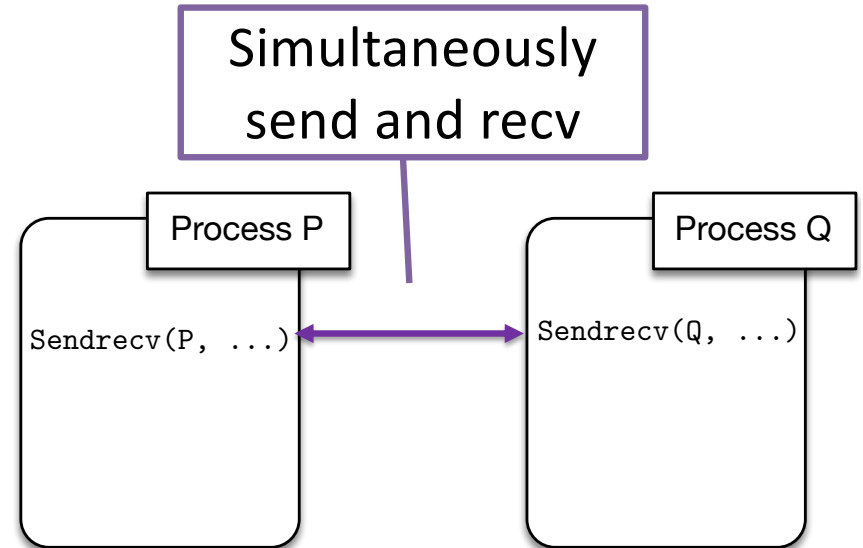 Simultaneously
send and recv
Process P
Process Q
Sendrecv(P, ...)
Sendrecv(Q, ...)